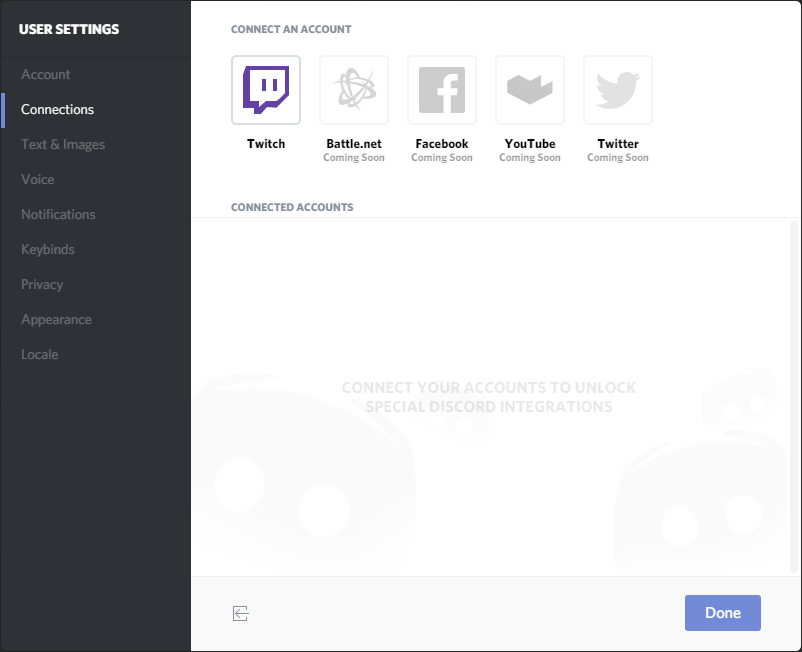 USER SETTINGS
Account
Connections
Text & Images
Voice
Notifications
Keybinds
Privacy
Appearance
Locale
CONNECT AN ACCOUNT
Twitch
Battle.net
Coming Soon
Facebook
Coming Soon
YouTube
Coming Soon
Twitter
Coming Soon
CONNECTED ACCOUNTS
CONNECT YOUR ACCOUNTS TO UNLOCK
SPECIAL DISCORD INTEGRATIONS
Done